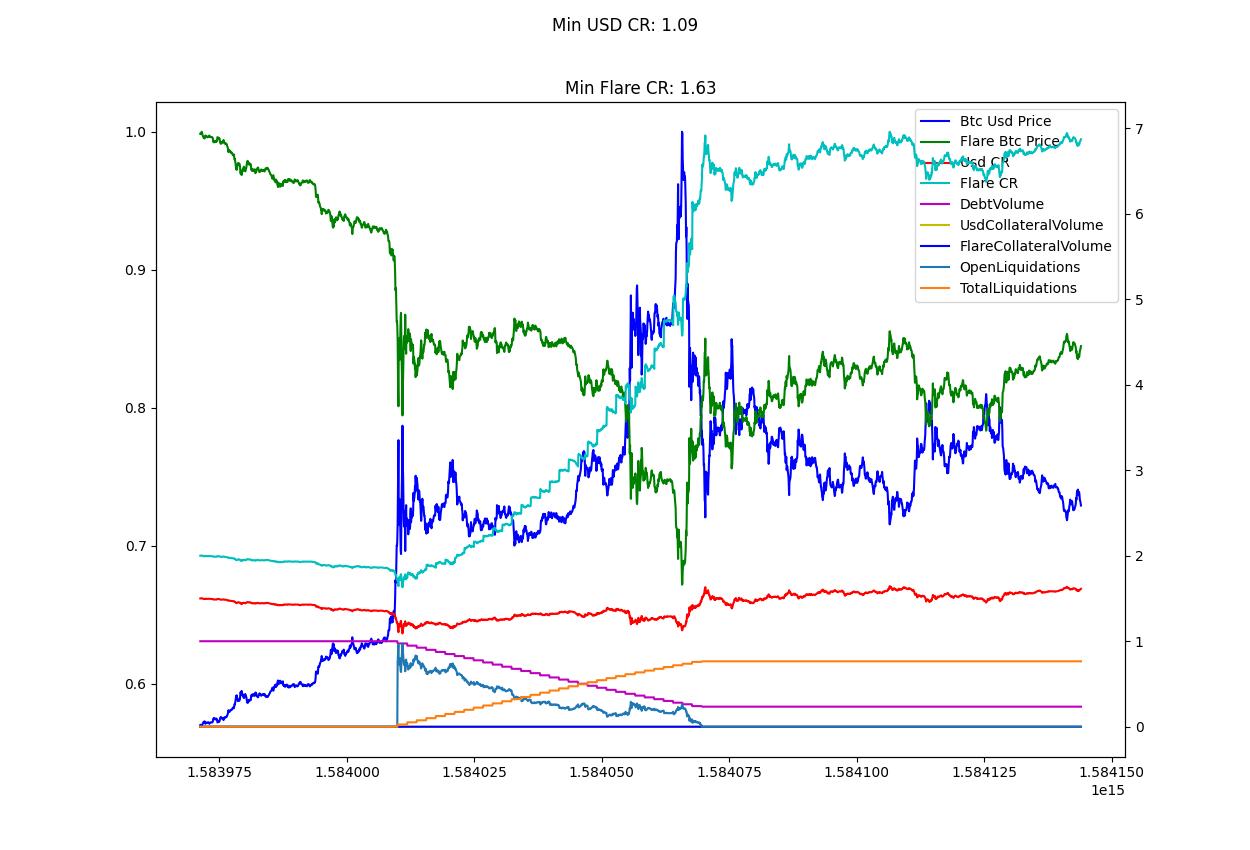 Min USD CR: 1.09
Min Flare CR: 1.63
1.0
0.9
0.8
0.7
0.6
7
6
5
4
3
2
1
0
Btc Usd Price
Flare Btc Price
Usd CR
Flare CR
DebtVolume
UsdCollateralVolume
FlareCollateralVolume
OpenLiquidations
TotalLiquidations
1.583975 1.584000 1.584025 1.584050 1.584075 1.584100 1.584125 1.584150
1e15